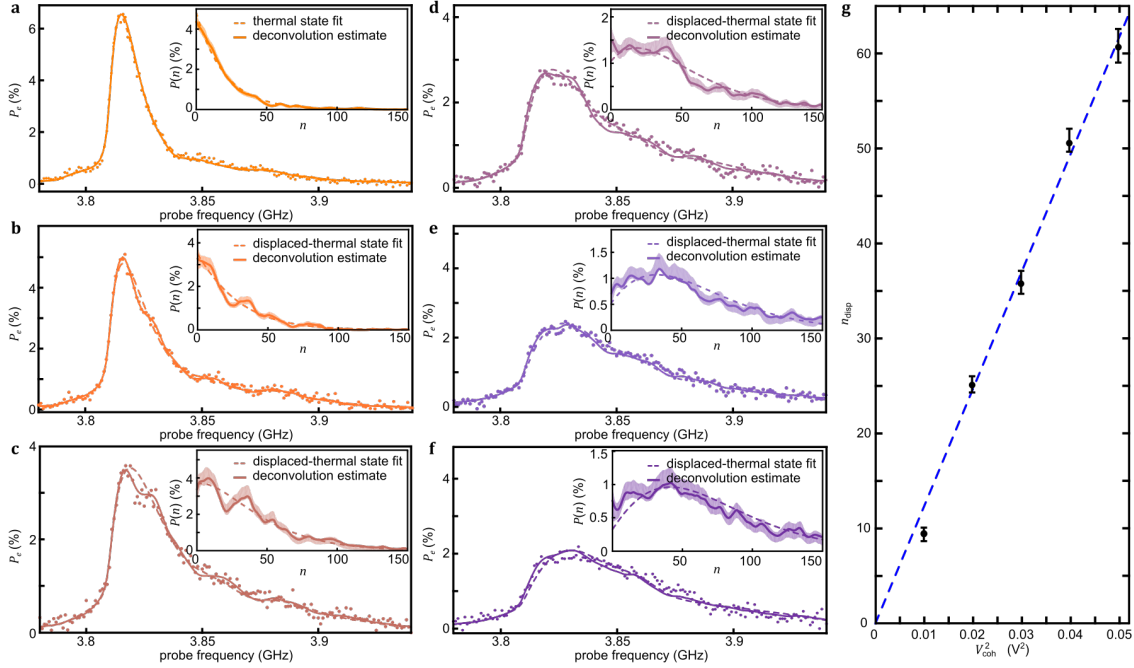 a
thermal state fit
deconvolution estimate
P(n) (%)
4
2
0
0
50
100
150
n
P_e (%)
6
4
2
0
3.8
3.85
3.9
probe frequency (GHz)
b
displaced-thermal state fit
deconvolution estimate
P(n) (%)
4
2
0
0
50
100
150
n
P_e (%)
6
4
2
0
3.8
3.85
3.9
probe frequency (GHz)
c
displaced-thermal state fit
deconvolution estimate
P(n) (%)
6
4
2
0
0
50
100
150
n
P_e (%)
4
3
2
1
0
3.8
3.85
3.9
probe frequency (GHz)
d
displaced-thermal state fit
deconvolution estimate
P(n) (%)
2
1
0
0
50
100
150
n
P_e (%)
4
3
2
1
0
3.8
3.85
3.9
probe frequency (GHz)
e
displaced-thermal state fit
deconvolution estimate
P(n) (%)
1.5
1
0.5
0
0
50
100
150
n
P_e (%)
4
2
0
3.8
3.85
3.9
probe frequency (GHz)
f
displaced-thermal state fit
deconvolution estimate
P(n) (%)
1.5
1
0.5
0
0
50
100
150
n
P_e (%)
4
2
0
3.8
3.85
3.9
probe frequency (GHz)
g
n_disp
60
50
40
30
20
10
0
0
0.01
0.02
0.03
0.04
0.05
V²_coh (V²)